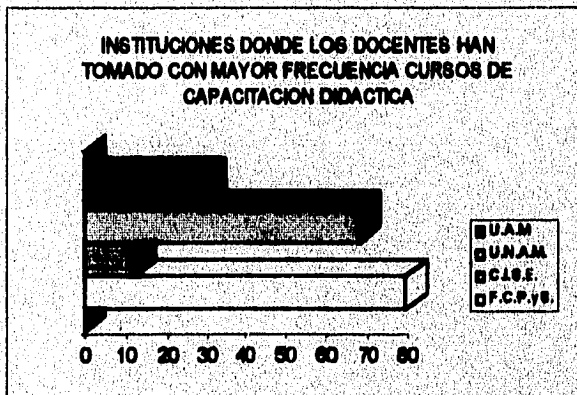 INSTITUCIONES DONDE LOS DOCENTES HAN
TOMADO CON MAYOR FRECUENCIA CURSOS DE
CAPACITACION DIDACTICA
U.A.M
U.N.A.M.
C.I.S.E.
F.C.P.yS.
0 10 20 30 40 50 60 70 80